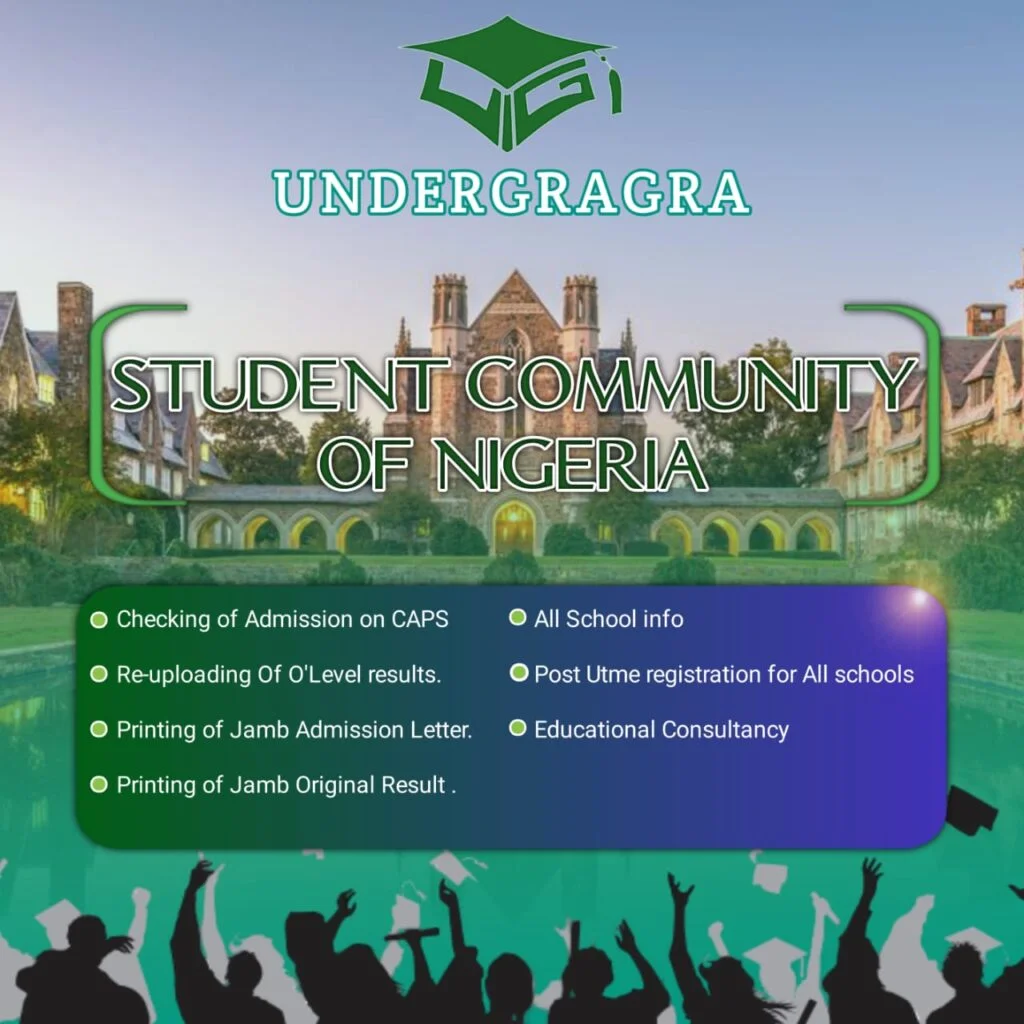 UG
UNDERGRAGRA
STUDENT COMMUNITY
OF NIGERIA
Checking of Admission on CAPS
Re-uploading Of O'Level results.
Printing of Jamb Admission Letter.
Printing of Jamb Original Result .
All School info
Post Utme registration for All schools
Educational Consultancy